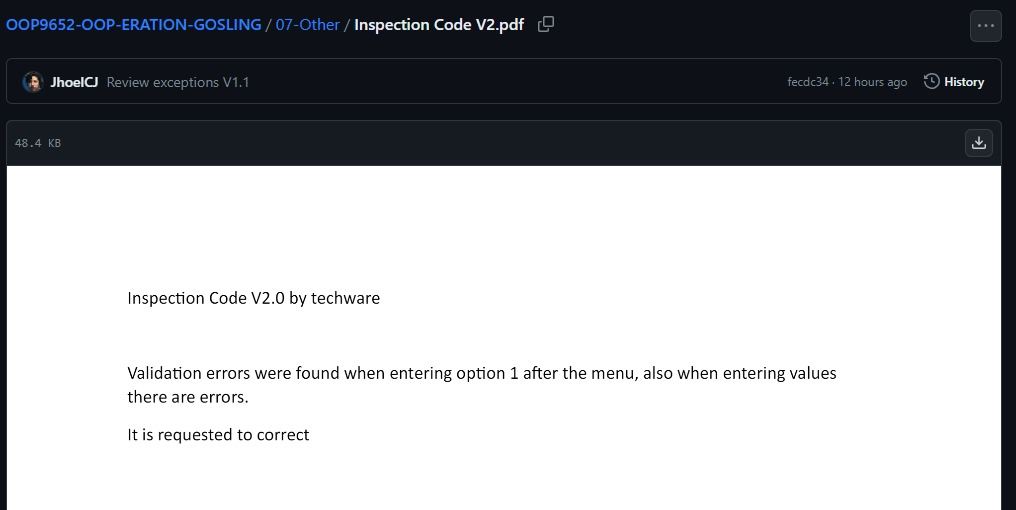 OOP9652-OOP-ERATION-GOSLING / 07-Other / Inspection Code V2.pdf
JhoelCJ Review exceptions V1.1 fecdc34 · 12 hours ago History
48.4 KB
Inspection Code V2.0 by techware
Validation errors were found when entering option 1 after the menu, also when entering values
there are errors.
It is requested to correct